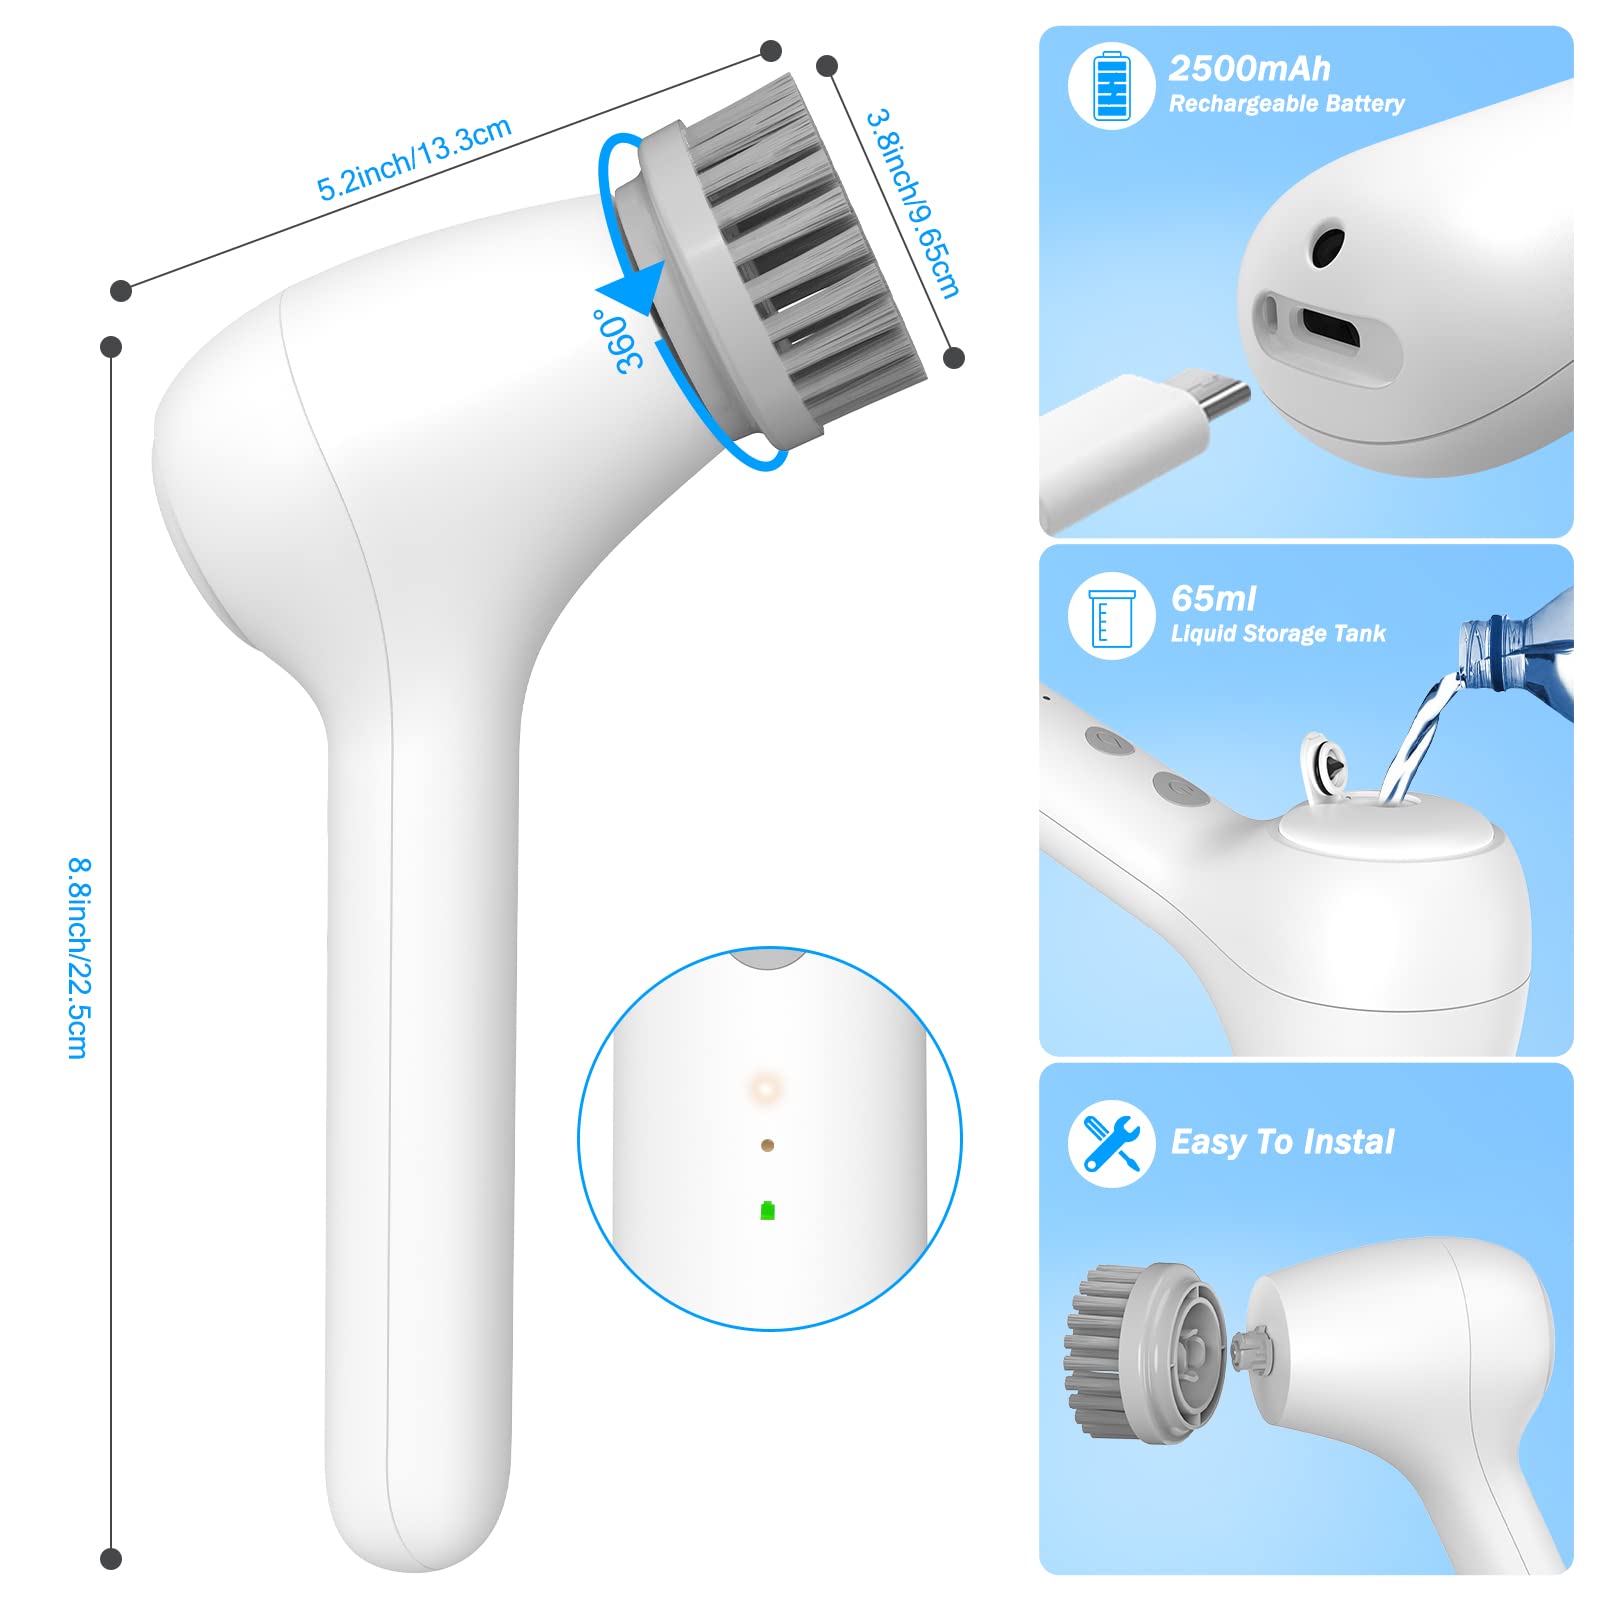 5.2inch/13.3cm
3.8inch/9.65cm
360°
8.8inch/22.5cm
2500mAh
Rechargeable Battery
65ml
Liquid Storage Tank
Easy To Instal